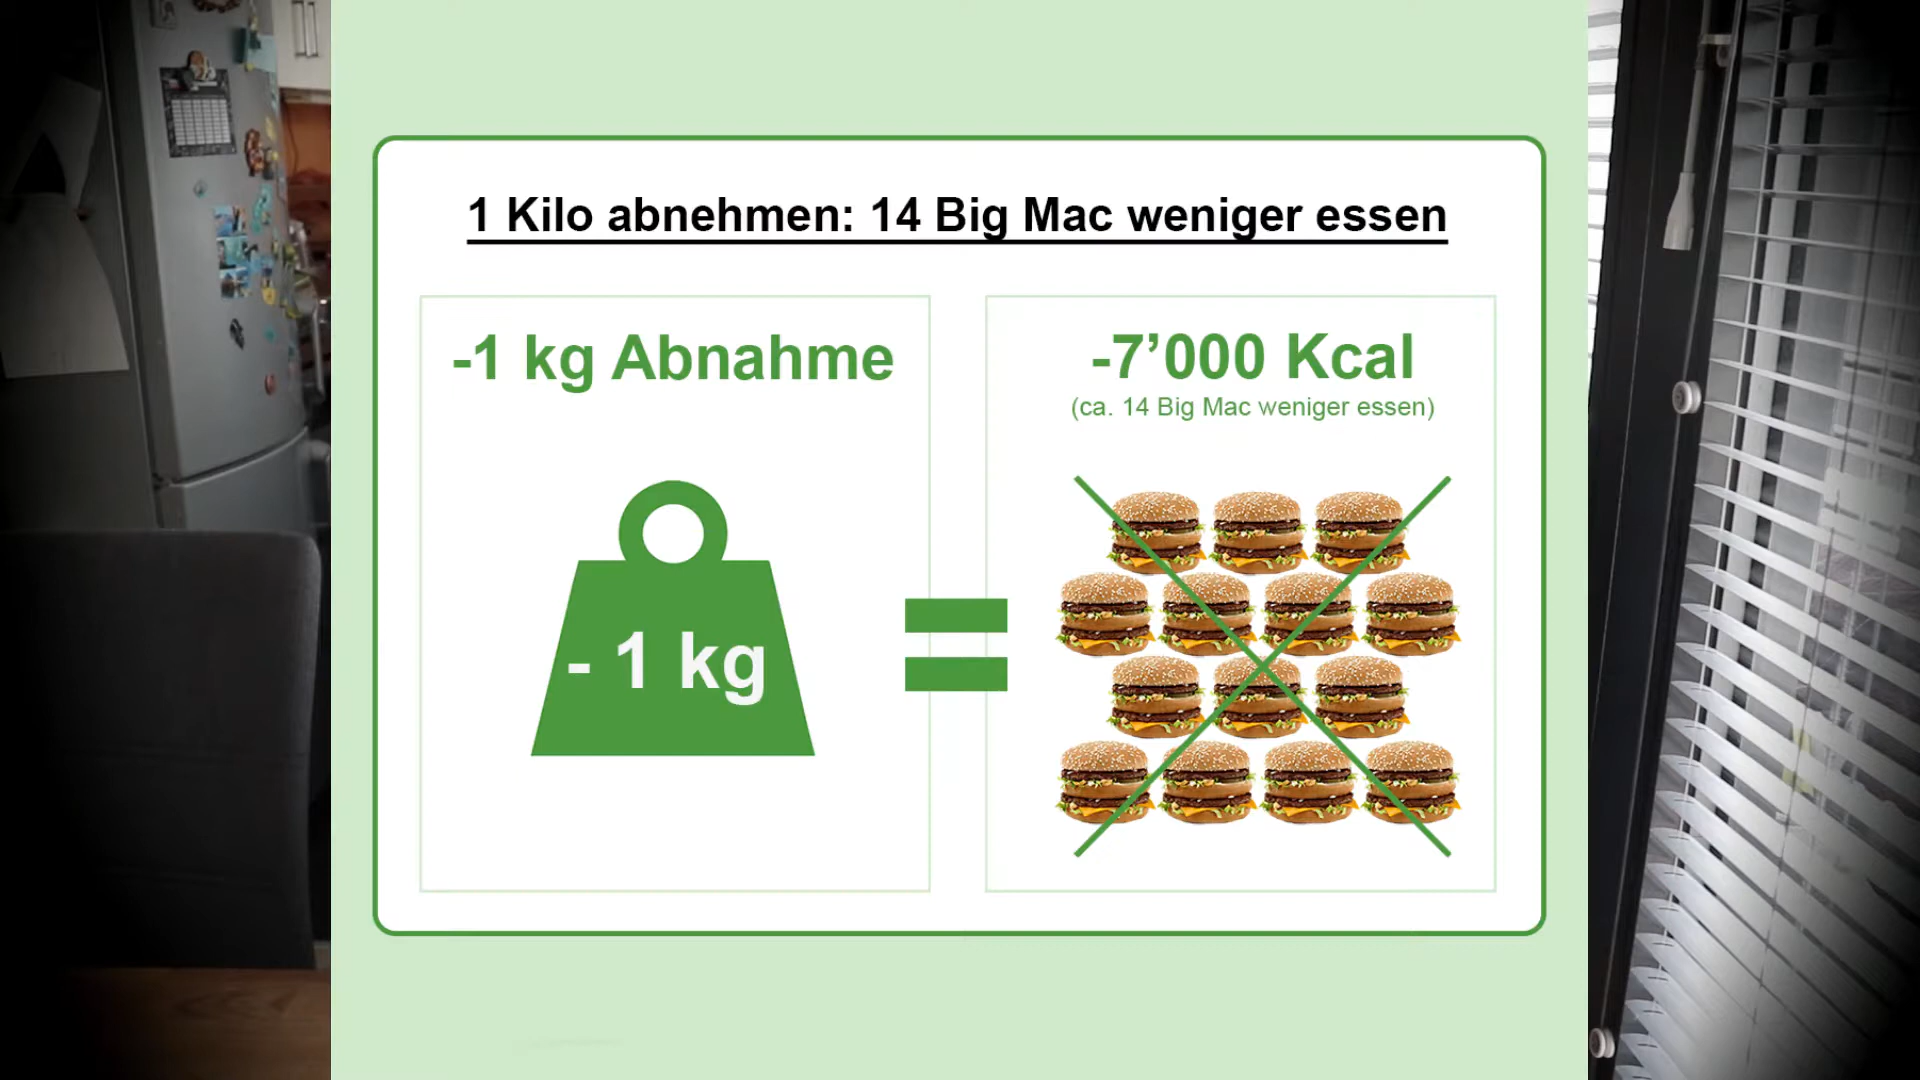 1 Kilo abnehmen: 14 Big Mac weniger essen
-1 kg Abnahme
- 1 kg
-7’000 Kcal
(ca. 14 Big Mac weniger essen)